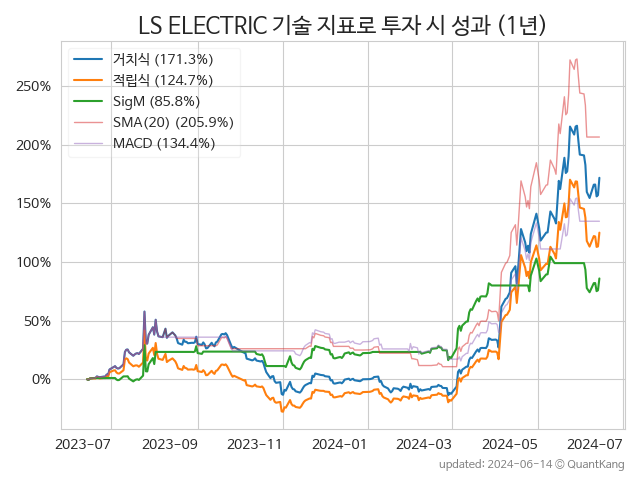 LS ELECTRIC 기술 지표로 투자 시 성과 (1년)
거치식 (171.3%)
적립식 (124.7%)
SigM (85.8%)
SMA(20) (205.9%)
MACD (134.4%)
250%
200%
150%
100%
50%
0%
2023-07 2023-09 2023-11 2024-01 2024-03 2024-05 2024-07
updated: 2024-06-14 © QuantKang